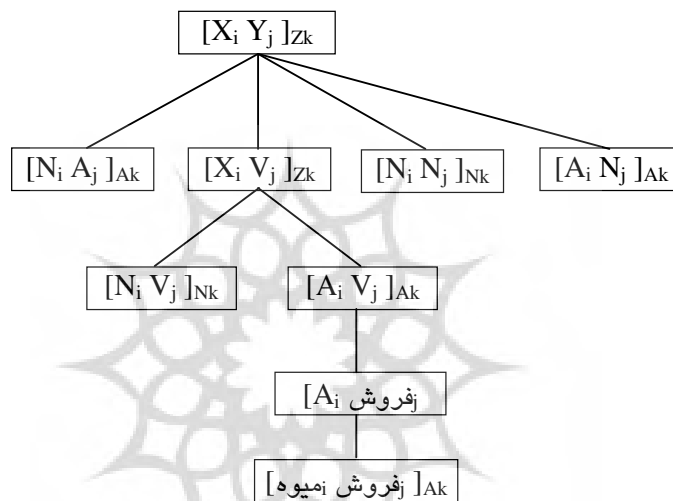 [Xi Yj ]Zk
[Ni Aj ]Ak
[Xi Vj ]Zk
[Ni Nj ]Nk
[Ai Nj ]Ak
[Ni Vj ]Nk
[Ai Vj ]Ak
[Ai فروشj
[میوهi فروشj ]Ak